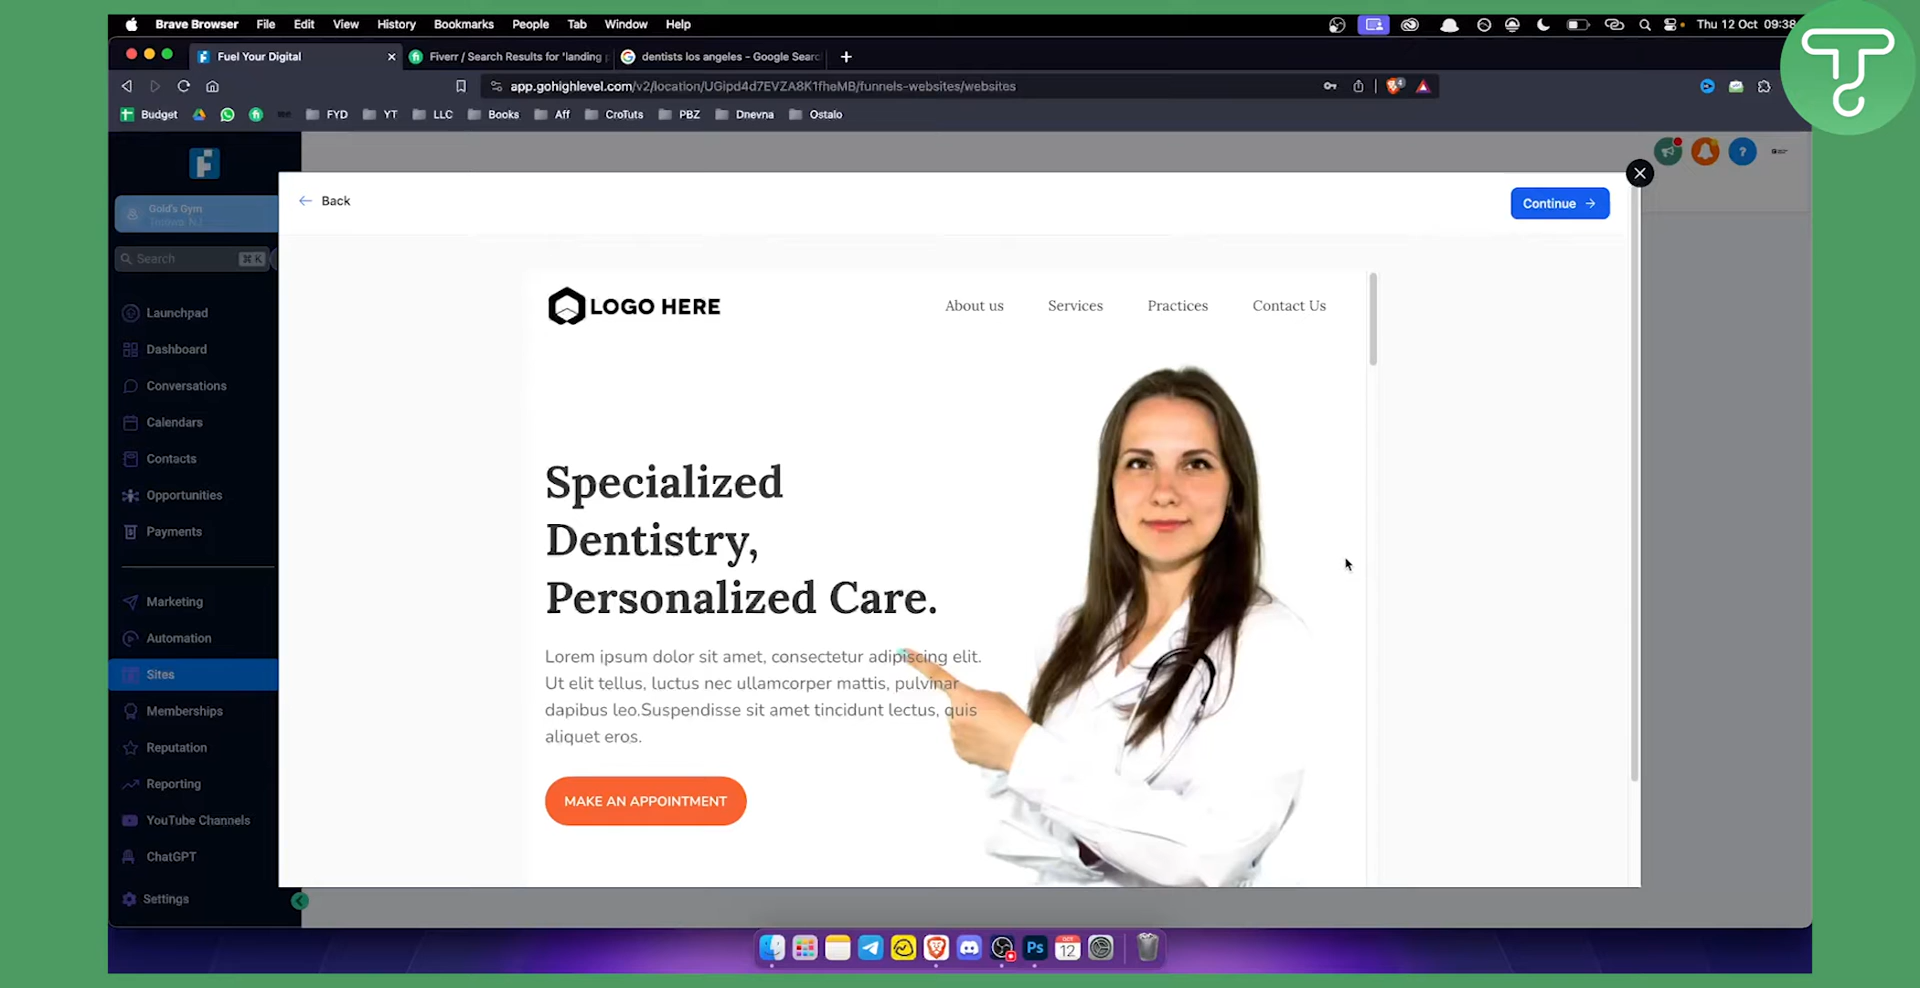 Brave Browser File Edit View History Bookmarks People Tab Window Help
Thu 12 Oct 09:38
Fuel Your Digital
Fiverr / Search Results for 'landing p
dentists los angeles - Google Searc
app.gohighlevel.com/v2/location/UGipd4d7EVZA8K1fheMB/funnels-websites/websites
Budget FYD YT LLC Books Aff CroTuts PBZ Dnevna Ostalo
Gold's Gym
Search ⌘ K
Launchpad
Dashboard
Conversations
Calendars
Contacts
Opportunities
Payments
Marketing
Automation
Sites
Memberships
Reputation
Reporting
YouTube Channels
ChatGPT
Settings
Back
Continue
LOGO HERE
About us Services Practices Contact Us
Specialized
Dentistry,
Personalized Care.
Lorem ipsum dolor sit amet, consectetur adipiscing elit.
Ut elit tellus, luctus nec ullamcorper mattis, pulvinar
dapibus leo.Suspendisse sit amet tincidunt lectus, quis
aliquet eros.
MAKE AN APPOINTMENT
Ps
OCT
12